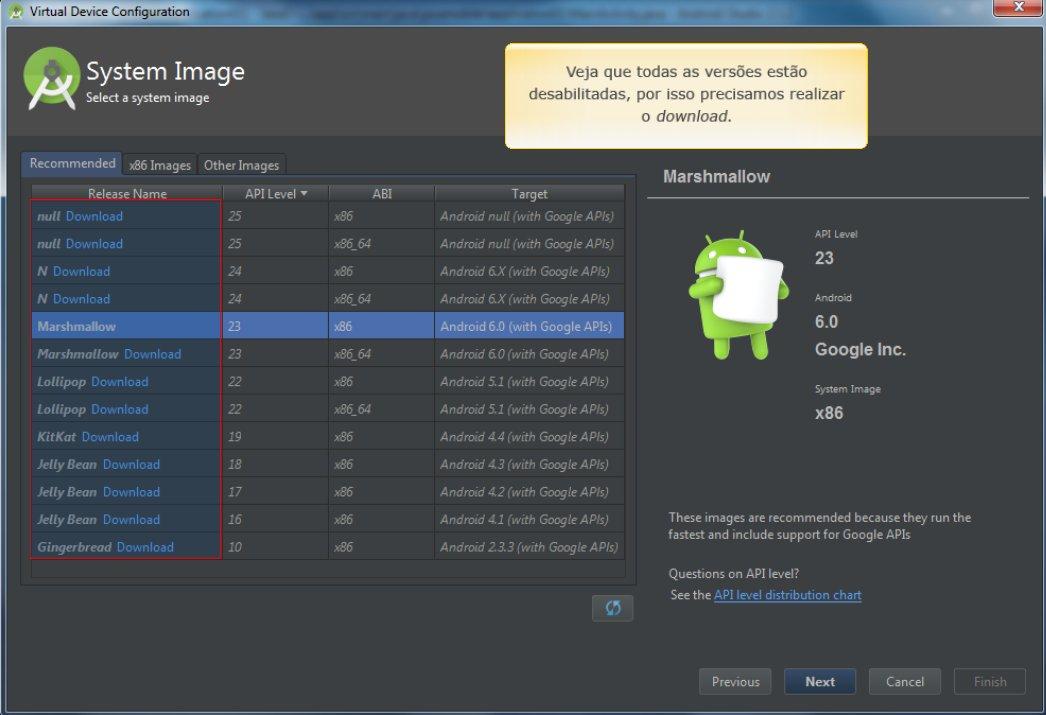 Virtual Device Configuration
System Image
Select a system image
Veja que todas as versões estão
desabilitadas, por isso precisamos realizar
o download.
Recommended x86 Images Other Images
Release Name API Level ABI Target
null Download 25 x86 Android null (with Google APIs)
null Download 25 x86_64 Android null (with Google APIs)
N Download 24 x86 Android 6.X (with Google APIs)
N Download 24 x86_64 Android 6.X (with Google APIs)
Marshmallow 23 x86 Android 6.0 (with Google APIs)
Marshmallow Download 23 x86_64 Android 6.0 (with Google APIs)
Lollipop Download 22 x86 Android 5.1 (with Google APIs)
Lollipop Download 22 x86_64 Android 5.1 (with Google APIs)
KitKat Download 19 x86 Android 4.4 (with Google APIs)
Jelly Bean Download 18 x86 Android 4.3 (with Google APIs)
Jelly Bean Download 17 x86 Android 4.2 (with Google APIs)
Jelly Bean Download 16 x86 Android 4.1 (with Google APIs)
Gingerbread Download 10 x86 Android 2.3.3 (with Google APIs)
Marshmallow
API Level
23
Android
6.0
Google Inc.
System Image
x86
These images are recommended because they run the
fastest and include support for Google APIs
Questions on API level?
See the API level distribution chart
Previous Next Cancel Finish